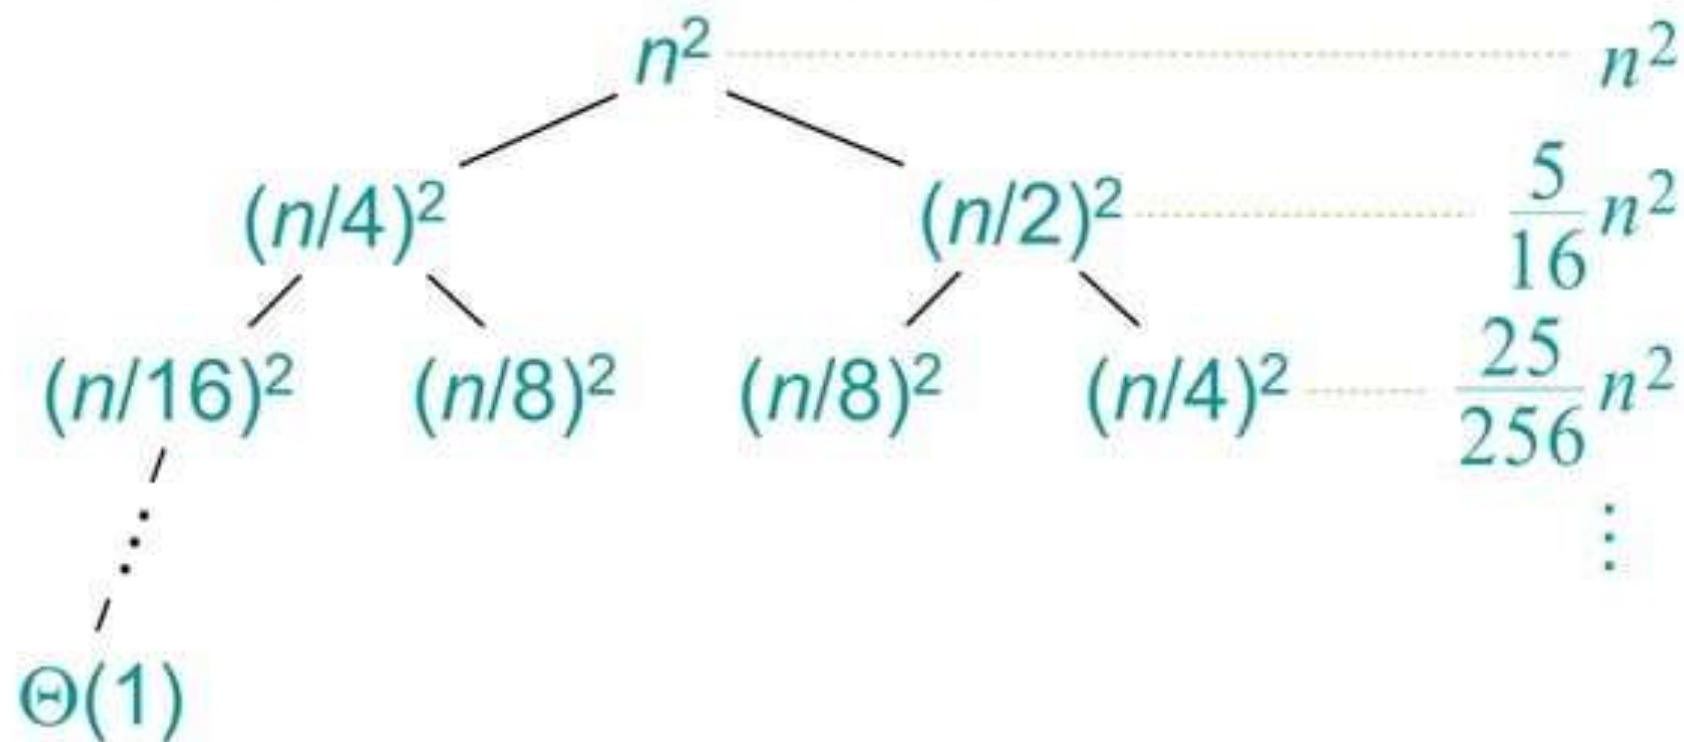 n² n²
(n/4)² (n/2)² 5/16 n²
(n/16)² (n/8)² (n/8)² (n/4)² 25/256 n²
⋮
Θ(1)